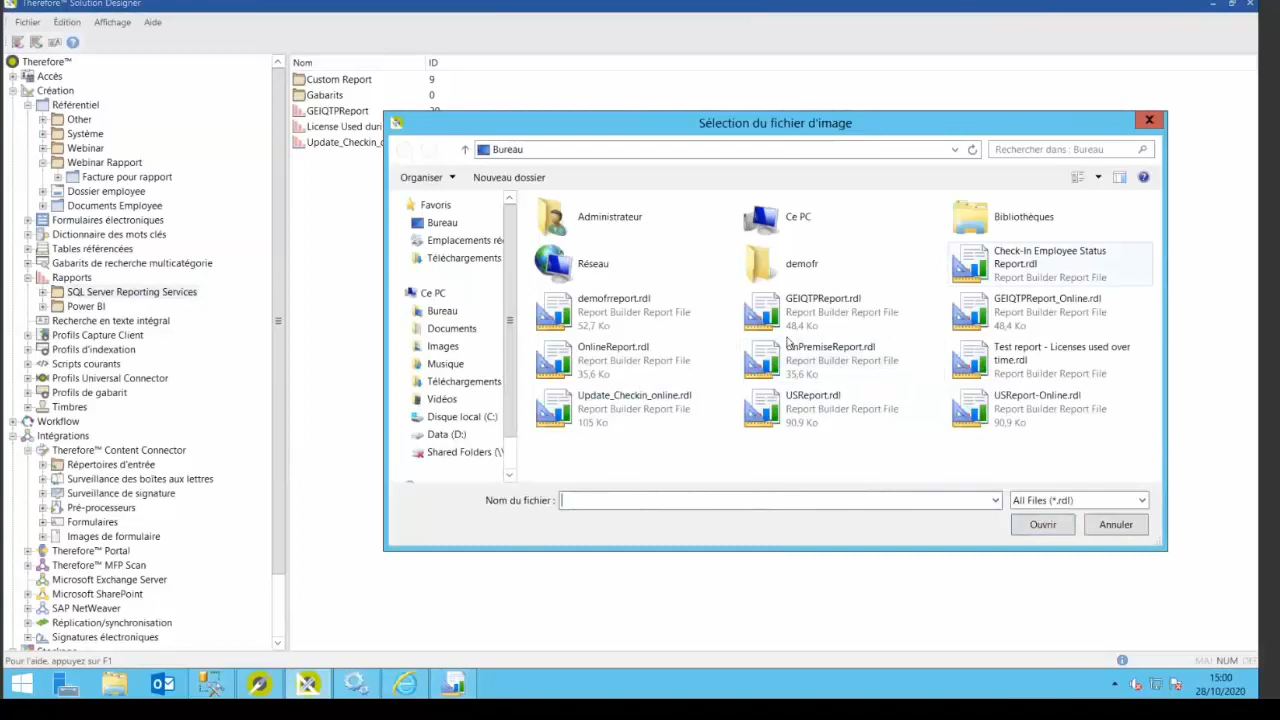 Therefore™ Solution Designer
Fichier Édition Affichage Aide
Therefore™
Accès
Création
Référentiel
Other
Système
Webinar
Webinar Rapport
Facture pour rapport
Dossier employee
Documents Employee
Formulaires électroniques
Dictionnaire des mots clés
Tables référencées
Gabarits de recherche multicatégorie
Rapports
SQL Server Reporting Services
Power BI
Recherche en texte intégral
Profils Capture Client
Profils d'indexation
Scripts courants
Profils Universal Connector
Profils de gabarit
Timbres
Workflow
Intégrations
Therefore™ Content Connector
Répertoires d'entrée
Surveillance des boîtes aux lettres
Surveillance de signature
Pré-processeurs
Formulaires
Images de formulaire
Therefore™ Portal
Therefore™ MFP Scan
Microsoft Exchange Server
Microsoft SharePoint
SAP NetWeaver
Réplication/synchronisation
Signatures électroniques
Nom ID
Custom Report 9
Gabarits 0
GEIQTPReport
License Used duri
Update_Checkin_c
Sélection du fichier d'image
Bureau
Rechercher dans : Bureau
Organiser Nouveau dossier
Favoris
Bureau
Emplacements ré
Téléchargements
Ce PC
Bureau
Documents
Images
Musique
Téléchargements
Vidéos
Disque local (C:)
Data (D:)
Shared Folders (\\
Administrateur
Ce PC
Bibliothèques
Réseau
demofr
Check-In Employee Status
Report.rdl
Report Builder Report File
demofrreport.rdl
Report Builder Report File
52,7 Ko
GEIQTPReport.rdl
Report Builder Report File
48,4 Ko
GEIQTPReport_Online.rdl
Report Builder Report File
48,4 Ko
OnlineReport.rdl
Report Builder Report File
35,6 Ko
nPremiseReport.rdl
Report Builder Report File
35,6 Ko
Test report - Licenses used over
time.rdl
Report Builder Report File
Update_Checkin_online.rdl
Report Builder Report File
105 Ko
USReport.rdl
Report Builder Report File
90,9 Ko
USReport-Online.rdl
Report Builder Report File
90,9 Ko
Nom du fichier :
All Files (*.rdl)
Ouvrir Annuler
Pour l'aide, appuyez sur F1
MAJ NUM DEF
15:00
28/10/2020